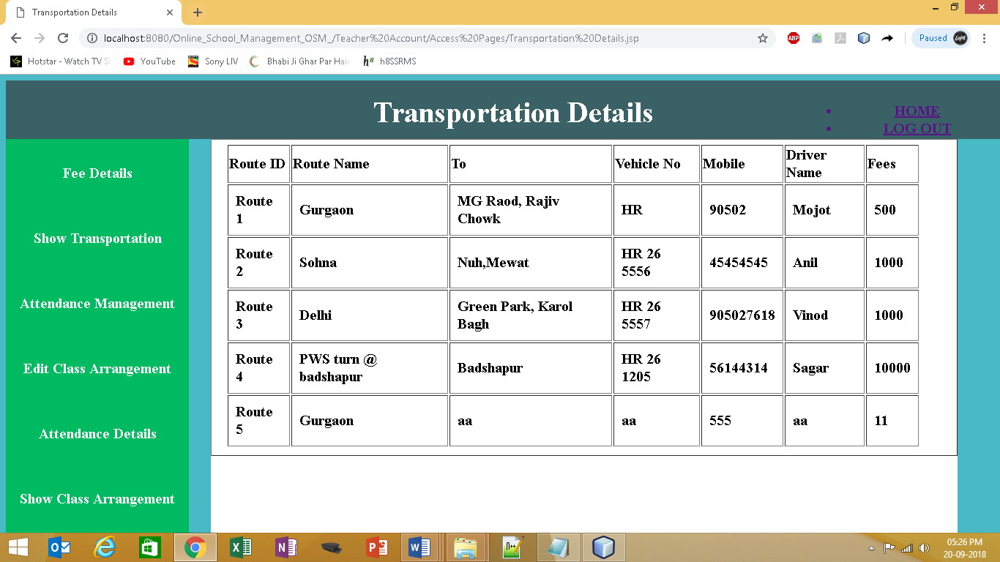 Transportation Details
localhost:8080/Online_School_Management_OSM_/Teacher%20Account/Access%20Pages/Transportation%20Details.jsp
ABP
Paused
Hotstar - Watch TV
YouTube
Sony LIV
Bhabi Ji Ghar Par
h8 h8SSRMS
Transportation Details
HOME
LOG OUT
Fee Details
Show Transportation
Attendance Management
Edit Class Arrangement
Attendance Details
Show Class Arrangement
Route ID Route Name To Vehicle No Mobile Driver Name Fees
Route 1 Gurgaon MG Raod, Rajiv Chowk HR 90502 Mojot 500
Route 2 Sohna Nuh,Mewat HR 26 5556 45454545 Anil 1000
Route 3 Delhi Green Park, Karol Bagh HR 26 5557 905027618 Vinod 1000
Route 4 PWS turn @ badshapur Badshapur HR 26 1205 56144314 Sagar 10000
Route 5 Gurgaon aa aa 555 aa 11
05:26 PM
20-09-2018